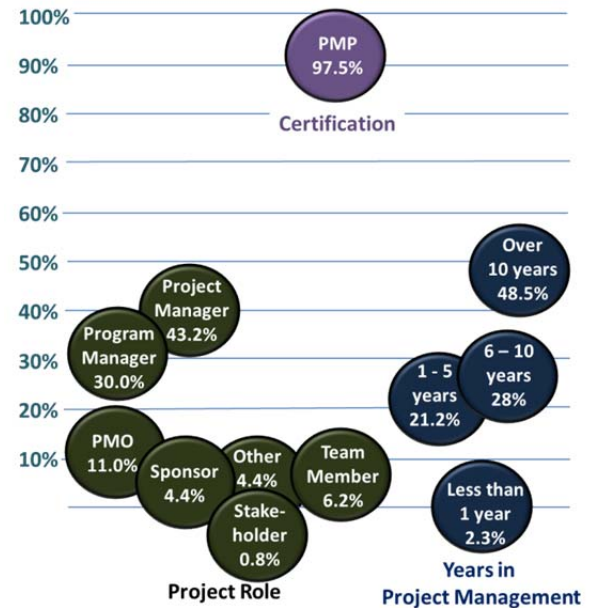 100%
90%
80%
70%
60%
50%
40%
30%
20%
10%
PMP
97.5%
Certification
Project
Manager
43.2%
Program
Manager
30.0%
PMO
11.0%
Sponsor
4.4%
Other
4.4%
Stake-
holder
0.8%
Team
Member
6.2%
Project Role
Over
10 years
48.5%
6 – 10
years
28%
1 - 5
years
21.2%
Less than
1 year
2.3%
Years in
Project Management